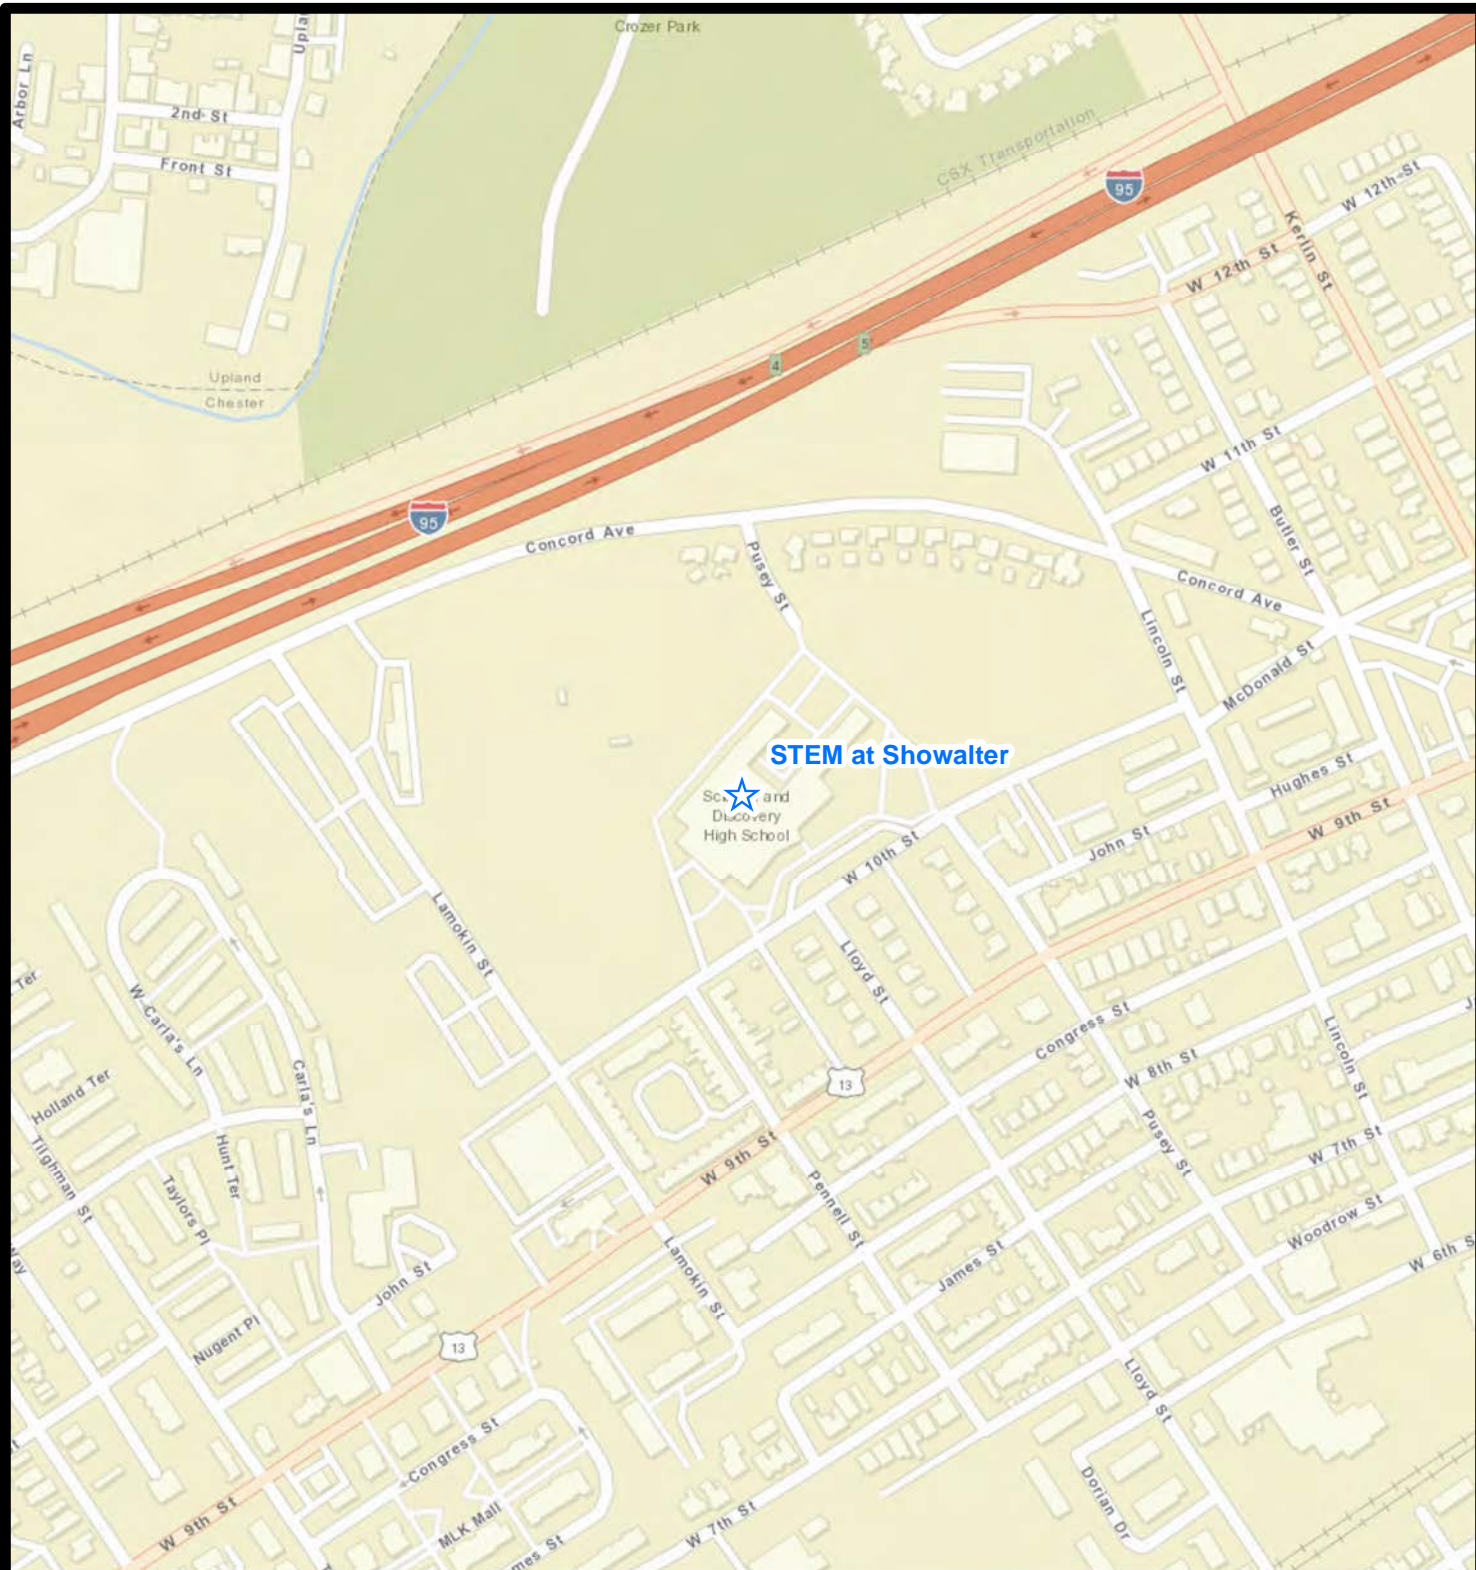 Crozer Park
Upla
Arbor Ln
2nd St
Front St
CSX Transportation
95
W 12th St
Kerlin St
W 12th St
5
4
Upland
Chester
W 11th St
95
Concord Ave
Pusey St
Butler St
Concord Ave
Lincoln St
McDonald St
STEM at Showalter
and
Discovery
High School
Hughes St
W 9th St
John St
W 10th St
Lamokin St
Lloyd St
Ter
W Carla's Ln
Congress St
Lincoln St
J
W 8th St
Carla's Ln
Holland Ter
13
Pusey St
W 7th St
Tilghman St
Hunt Ter
W 9th St
Taylors Pl
Pennell St
Woodrow St
W 6th S
Way
John St
Lamokin St
James St
Nugent Pl
13
Lloyd St
St
Congress St
Dorian Dr
W 9th St
MLK Mall
mes St
W 7th St